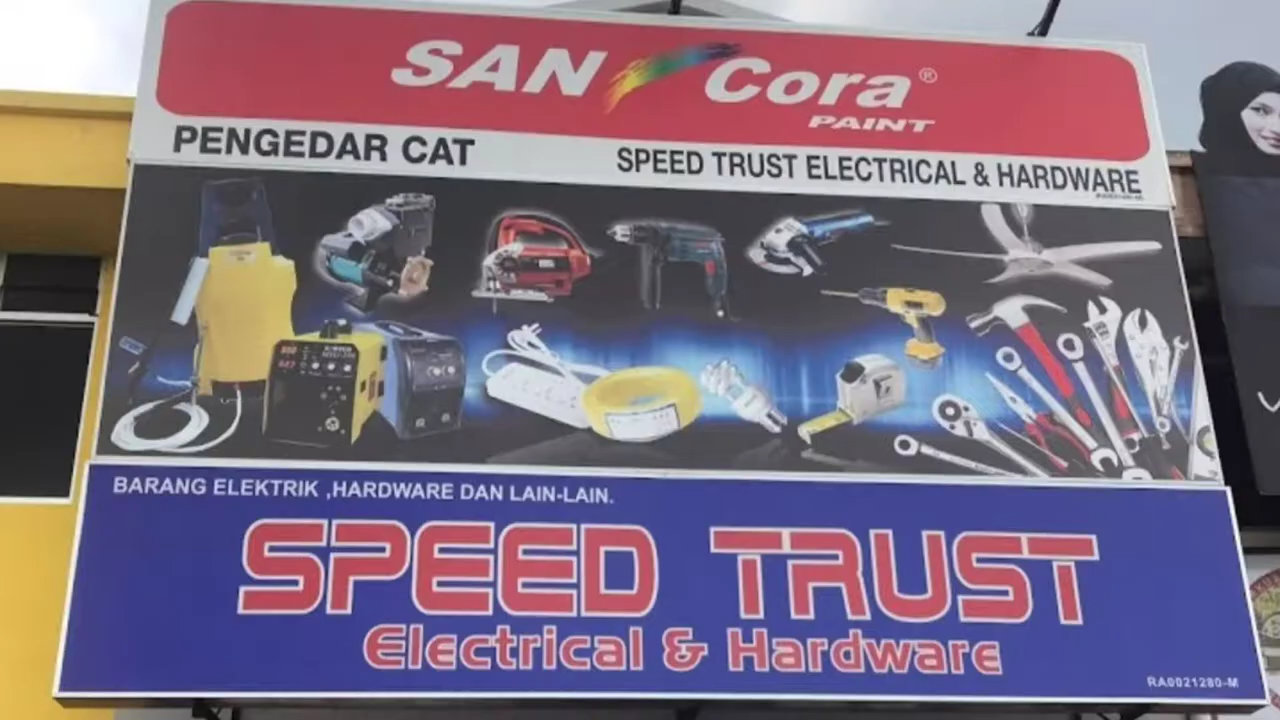 SAN Cora®
PAINT
PENGEDAR CAT
SPEED TRUST ELECTRICAL & HARDWARE
BARANG ELEKTRIK ,HARDWARE DAN LAIN-LAIN.
SPEED TRUST
Electrical & Hardware
RA0021280-M